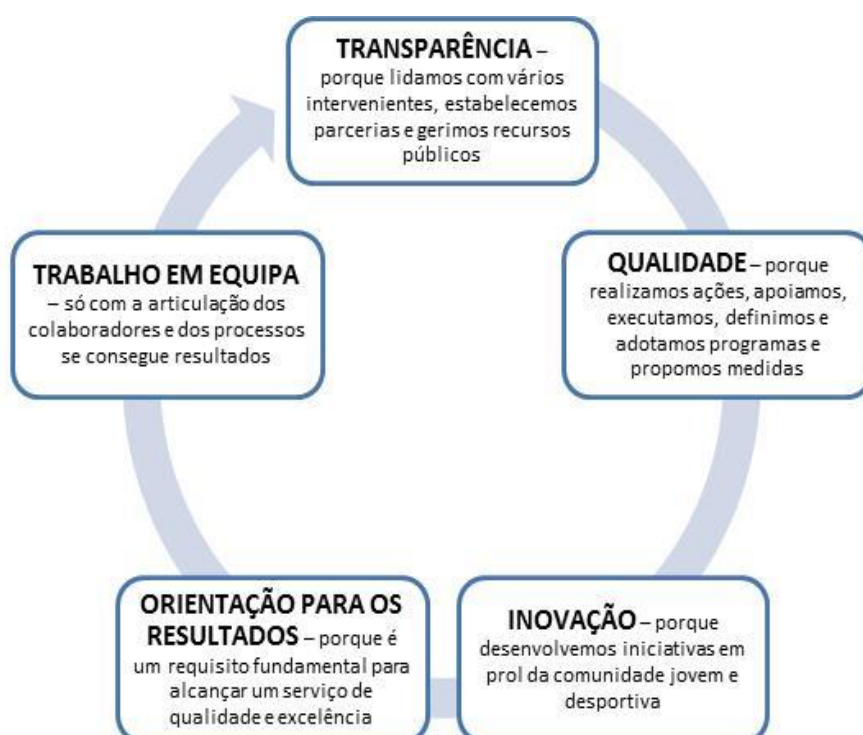 TRANSPARÊNCIA –
porque lidamos com vários
intervenientes, estabelecemos
parcerias e gerimos recursos
públicos
QUALIDADE – porque
realizamos ações, apoiamos,
executamos, definimos e
adotamos programas e
propomos medidas
INOVAÇÃO – porque
desenvolvemos iniciativas em
prol da comunidade jovem e
desportiva
ORIENTAÇÃO PARA OS
RESULTADOS – porque é
um requisito fundamental para
alcançar um serviço de
qualidade e excelência
TRABALHO EM EQUIPA
– só com a articulação dos
colaboradores e dos processos
se consegue resultados